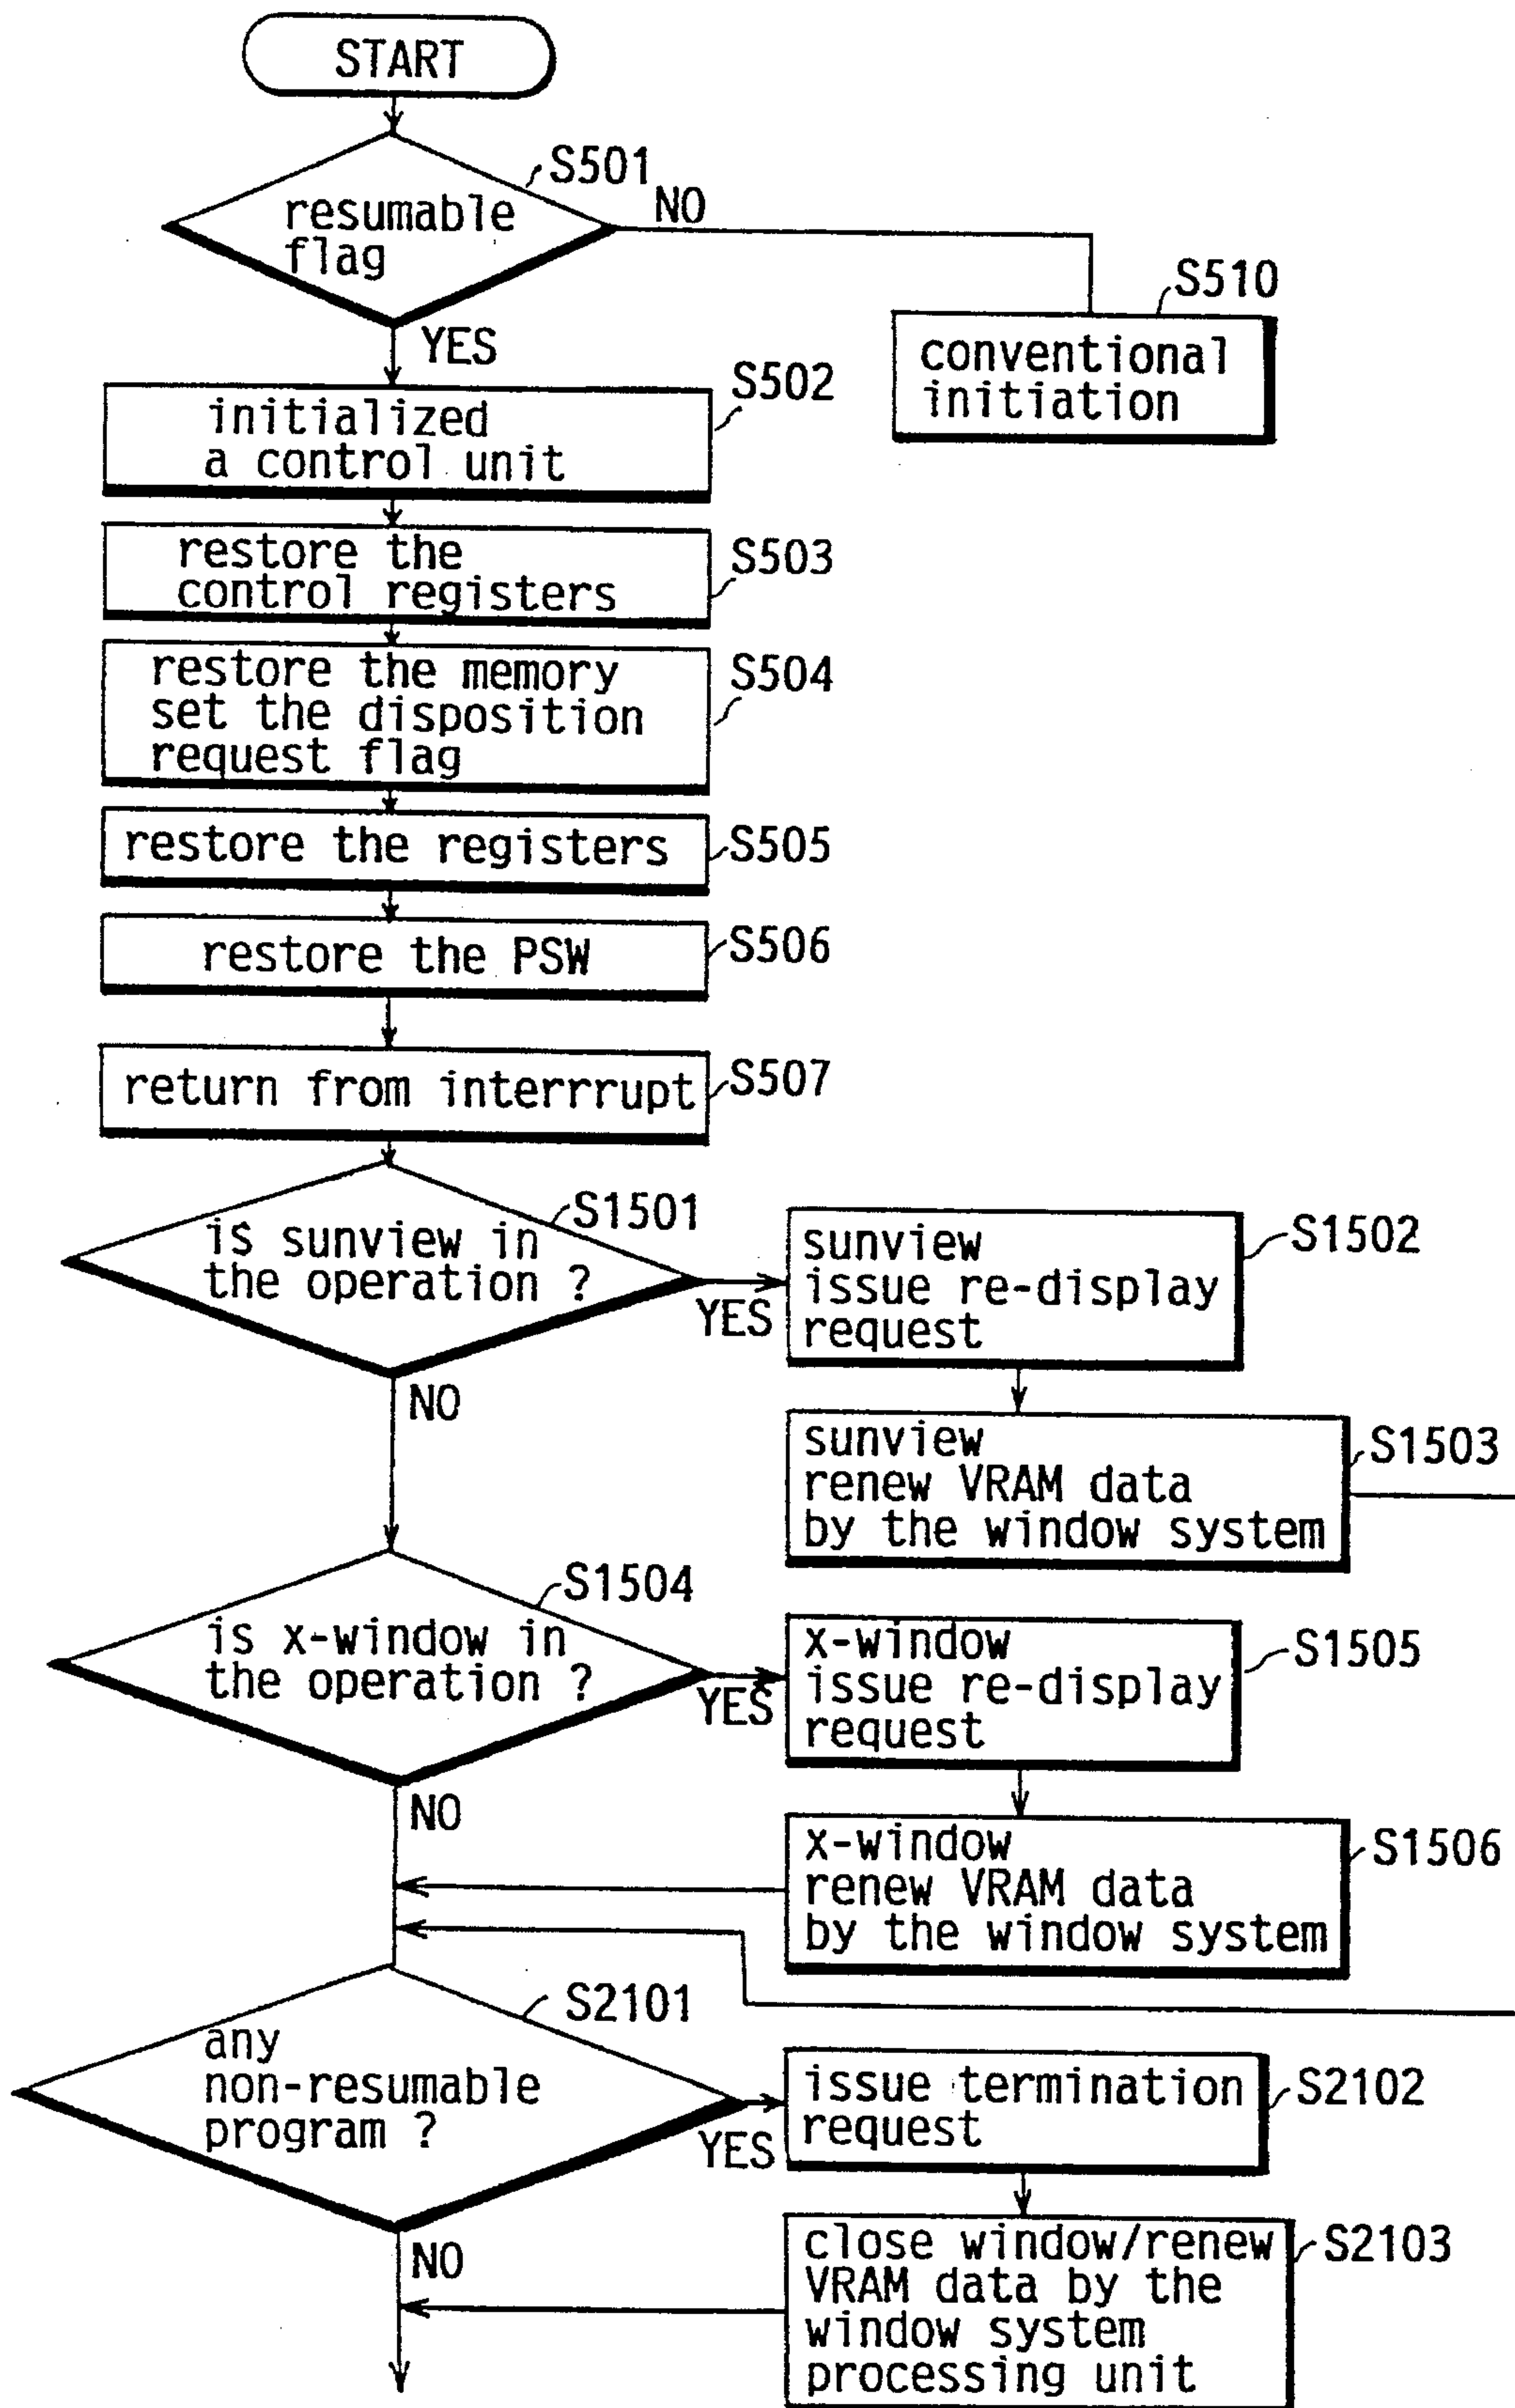 START
S501
resumable
flag
NO
YES
S510
conventional
initiation
S502
initialized
a control unit
S503
restore the
control registers
S504
restore the memory
set the disposition
request flag
restore the registers
S505
restore the PSW
S506
return from interrrupt
S507
S1501
is sunview in
the operation ?
YES
NO
S1502
sunview
issue re-display
request
S1503
sunview
renew VRAM data
by the window system
S1504
is x-window in
the operation ?
YES
NO
S1505
x-window
issue re-display
request
S1506
x-window
renew VRAM data
by the window system
S2101
any
non-resumable
program ?
YES
NO
S2102
issue termination
request
S2103
close window/renew
VRAM data by the
window system
processing unit